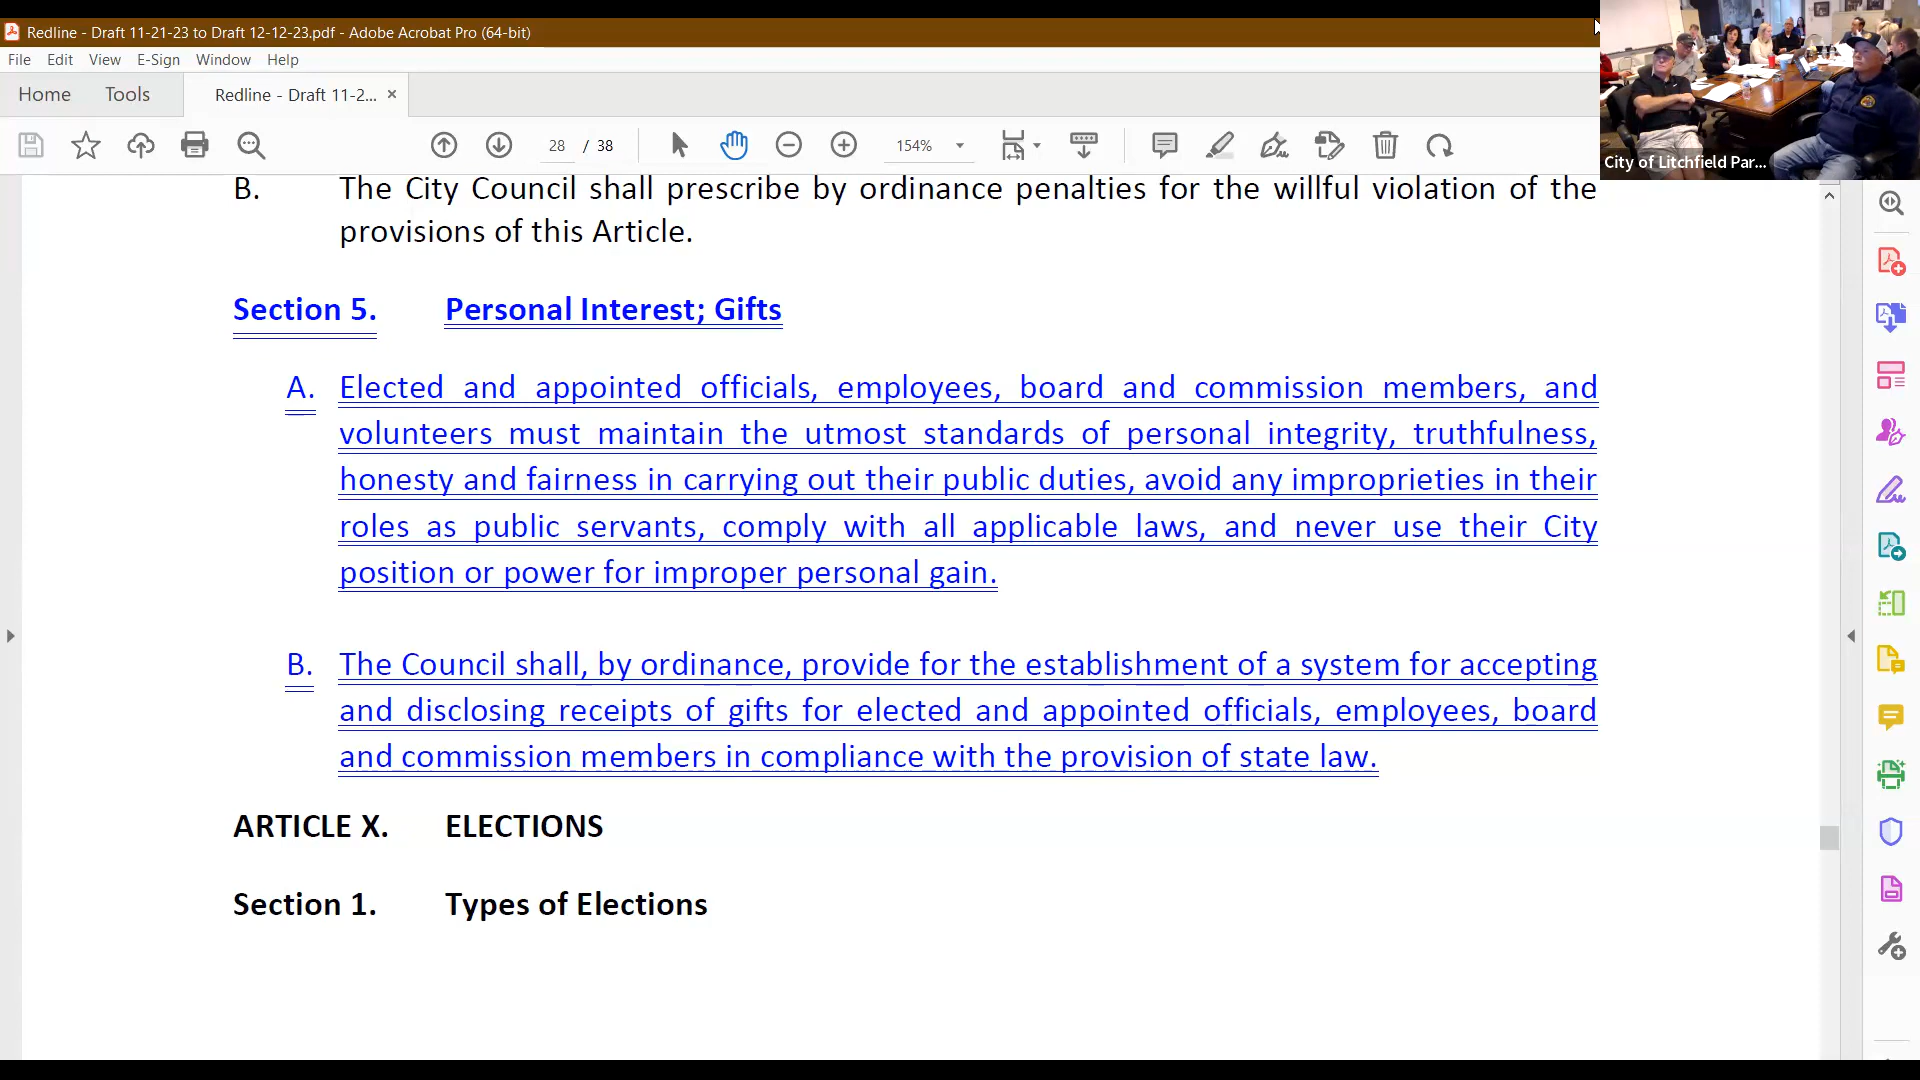 Redline - Draft 11-21-23 to Draft 12-12-23.pdf - Adobe Acrobat Pro (64-bit)
File Edit View E-Sign Window Help
Home Tools Redline - Draft 11-2... ×
28 / 38 154%
City of Litchfield Par...
B. The City Council shall prescribe by ordinance penalties for the willful violation of the
provisions of this Article.
Section 5. Personal Interest; Gifts
A. Elected and appointed officials, employees, board and commission members, and
volunteers must maintain the utmost standards of personal integrity, truthfulness,
honesty and fairness in carrying out their public duties, avoid any improprieties in their
roles as public servants, comply with all applicable laws, and never use their City
position or power for improper personal gain.
B. The Council shall, by ordinance, provide for the establishment of a system for accepting
and disclosing receipts of gifts for elected and appointed officials, employees, board
and commission members in compliance with the provision of state law.
ARTICLE X. ELECTIONS
Section 1. Types of Elections